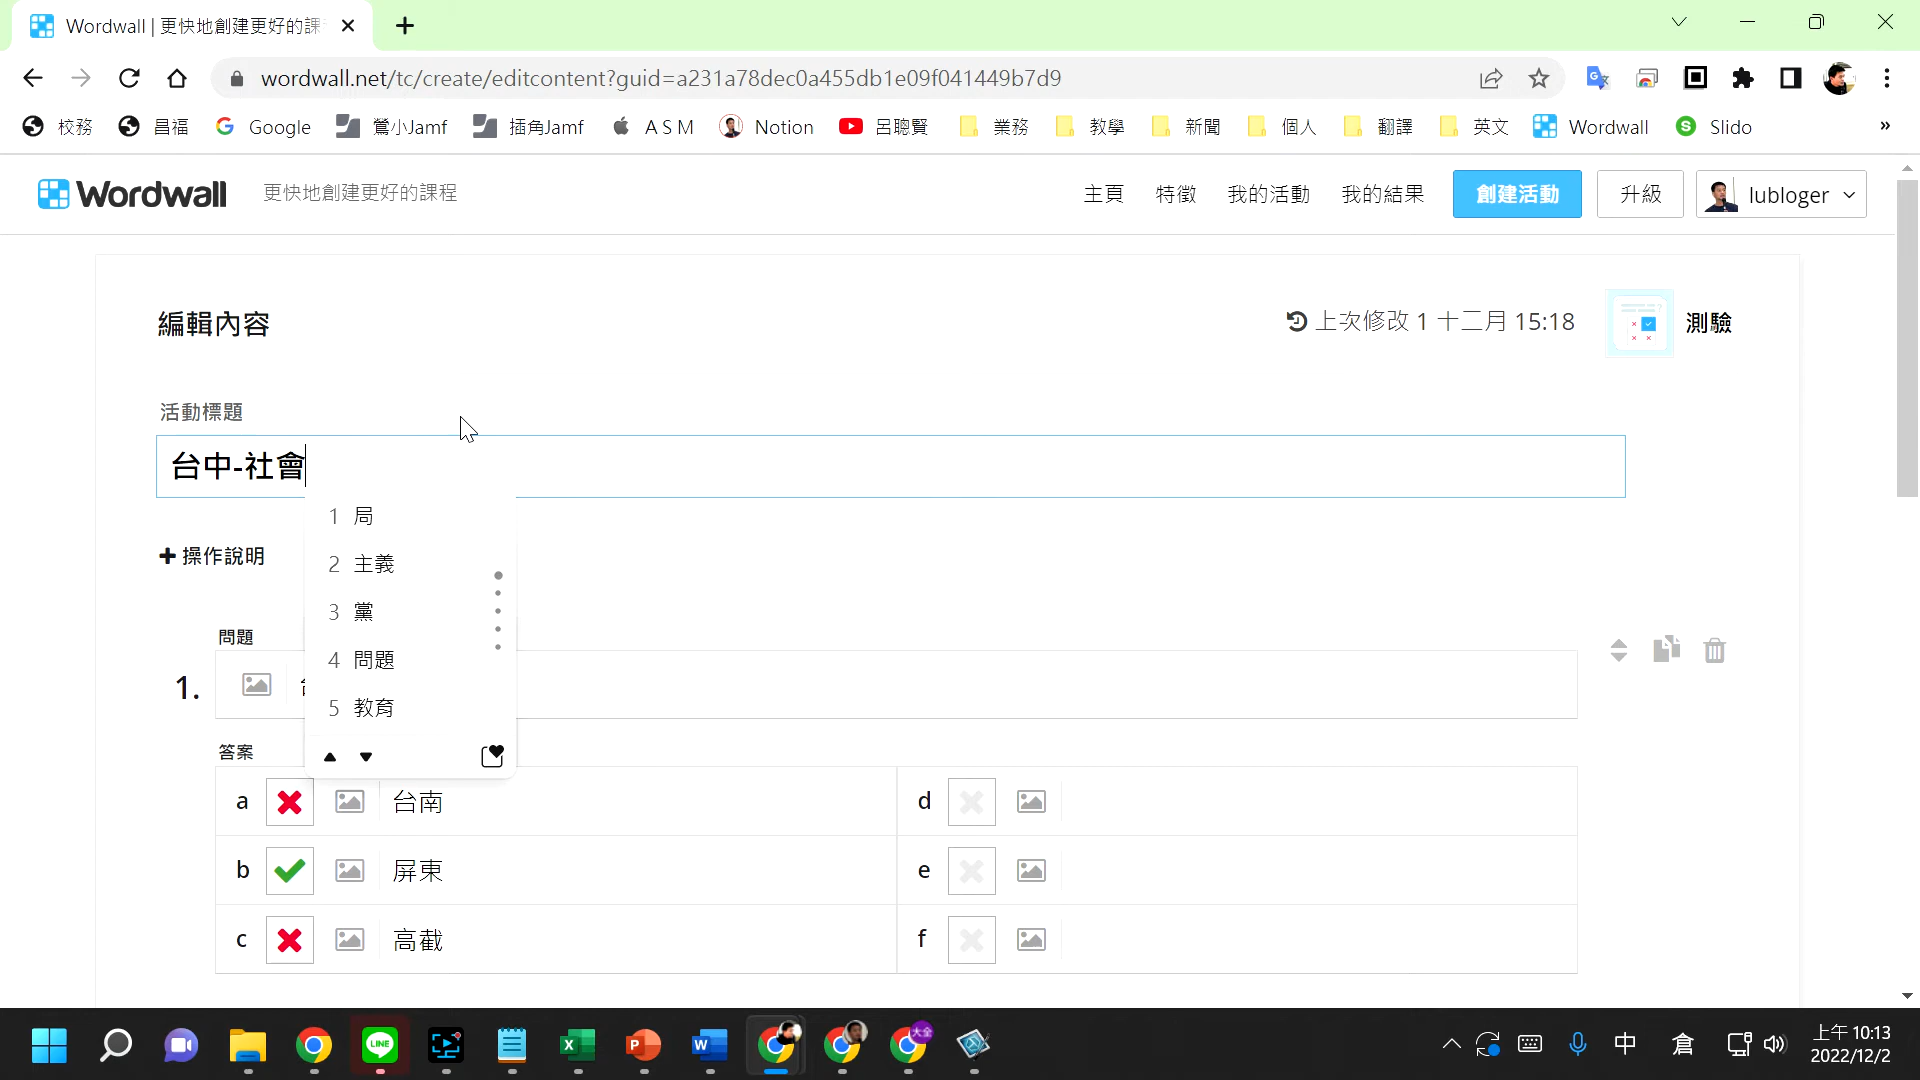 Wordwall | 更快地創建更好的課
wordwall.net/tc/create/editcontent?guid=a231a78dec0a455db1e09f041449b7d9
校務 昌福 Google 鶯小Jamf 插角Jamf A S M Notion 呂聰賢 業務 教學 新聞 個人 翻譯 英文 Wordwall Slido »
Wordwall 更快地創建更好的課程 主頁 特徵 我的活動 我的結果 創建活動 升級 lubloger
編輯內容 上次修改 1 十二月 15:18 測驗
活動標題
台中-社會
1 局
2 主義
3 黨
4 問題
5 教育
操作說明
問題
1.
答案
a 台南 d
b 屏東 e
c 高截 f
中 倉 上午 10:13
2022/12/2
LINE
大全